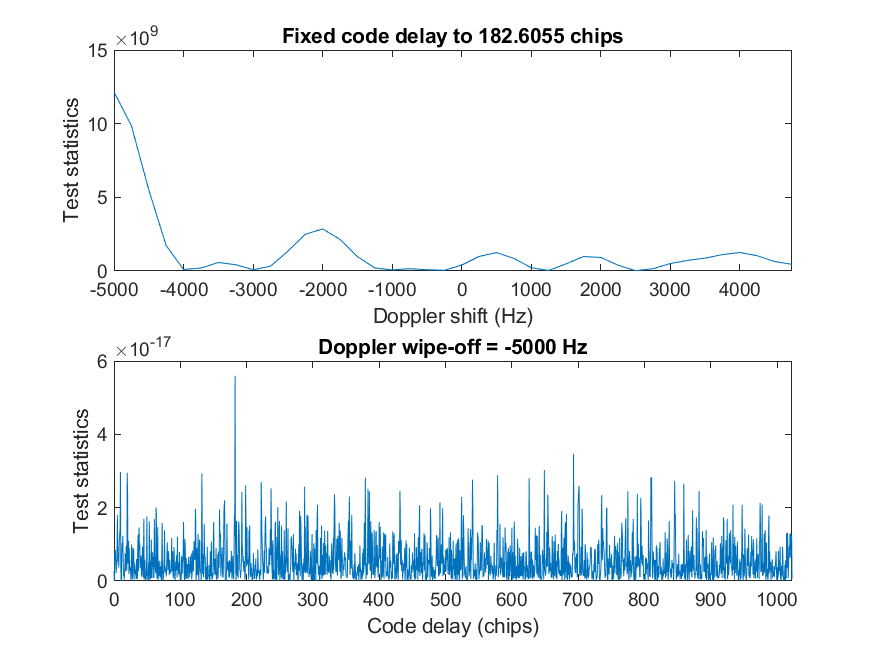 Fixed code delay to 182.6055 chips
×10^9
15
10
5
0
Test statistics
-5000 -4000 -3000 -2000 -1000 0 1000 2000 3000 4000
Doppler shift (Hz)
Doppler wipe-off = -5000 Hz
×10^-17
6
4
2
0
Test statistics
0 100 200 300 400 500 600 700 800 900 1000
Code delay (chips)